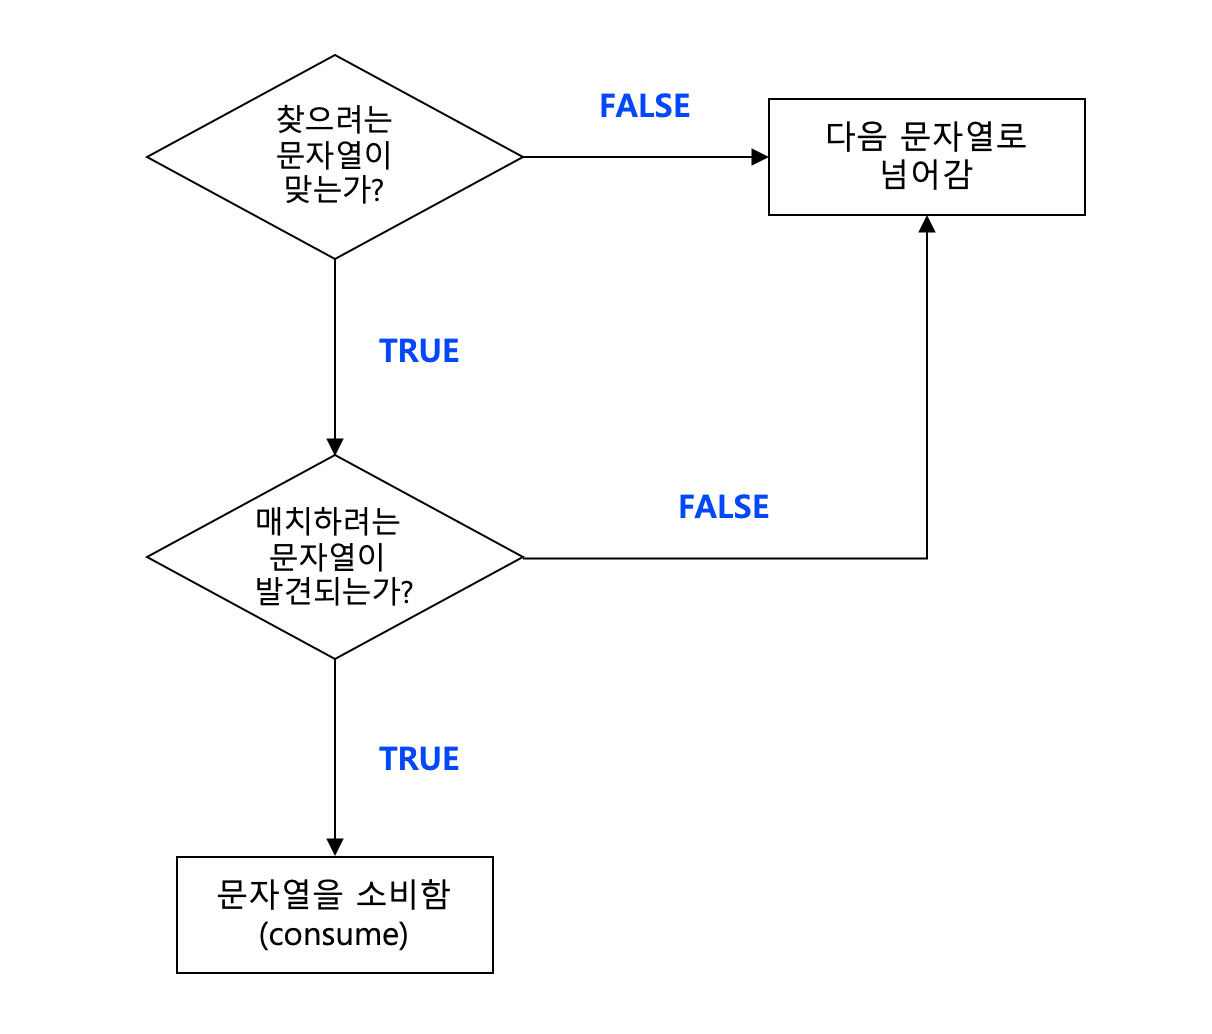 찾으려는
문자열이
맞는가?
FALSE
다음 문자열로
넘어감
TRUE
매치하려는
문자열이
발견되는가?
FALSE
TRUE
문자열을 소비함
(consume)